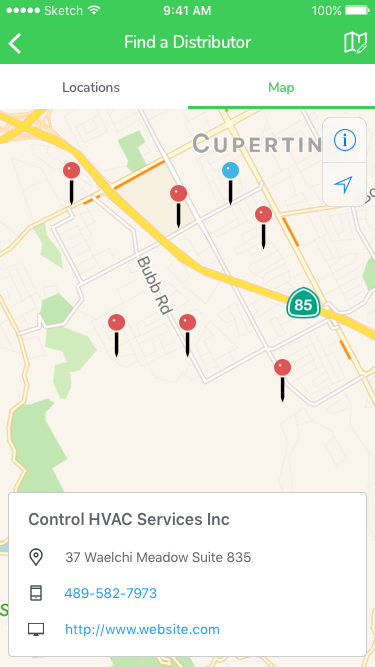 Sketch
9:41 AM
100%
Find a Distributor
Locations
Map
CUPERTIN
Bubb Rd
85
S
Control HVAC Services Inc
37 Waelchi Meadow Suite 835
489-582-7973
http://www.website.com